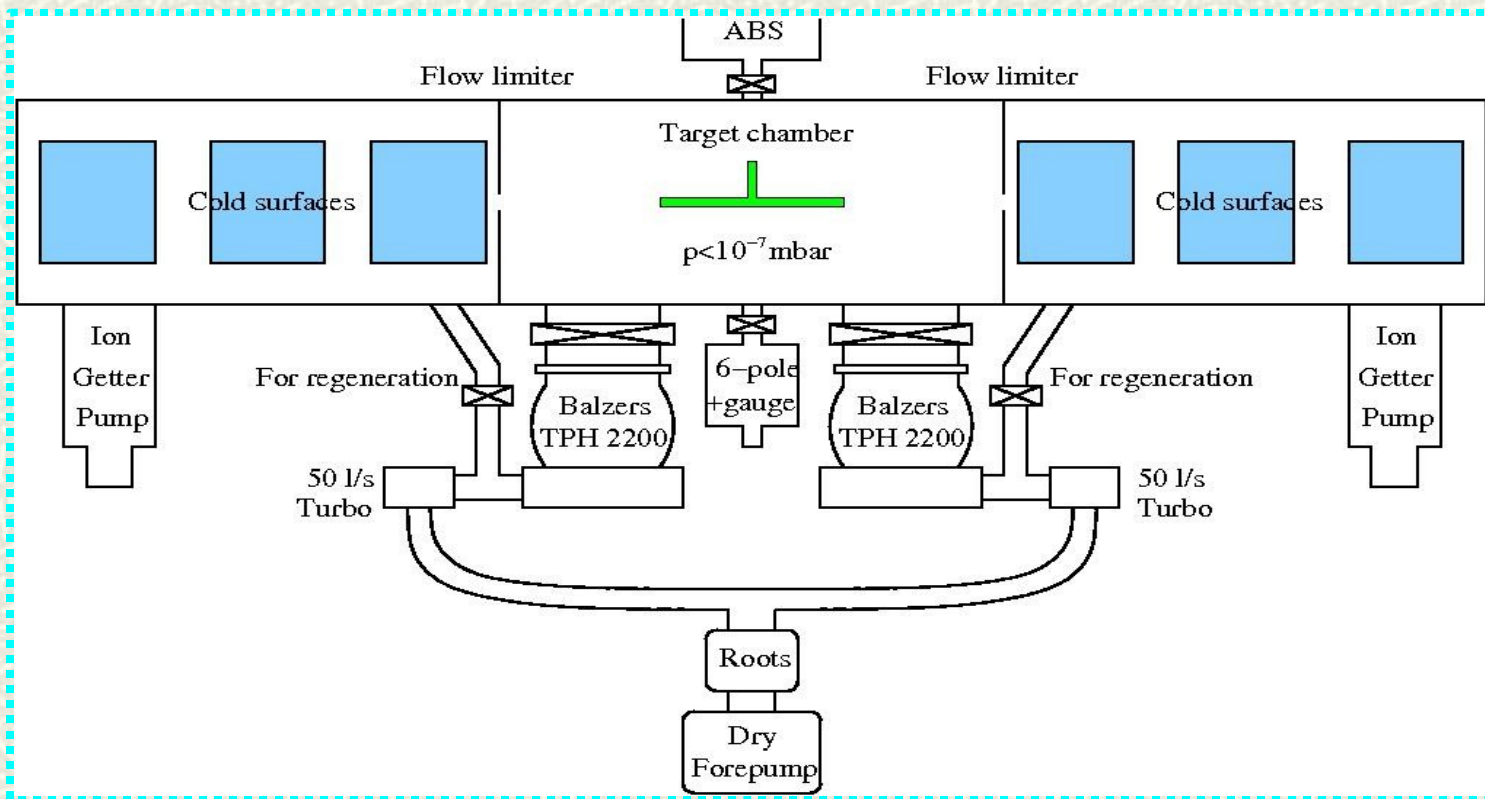 ABS
Flow limiter
Flow limiter
Target chamber
Cold surfaces
Cold surfaces
p<10⁻⁷ mbar
Ion
Getter
Pump
For regeneration
Balzers
TPH 2200
6-pole
+gauge
Balzers
TPH 2200
For regeneration
Ion
Getter
Pump
50 l/s
Turbo
50 l/s
Turbo
Roots
Dry
Forepump